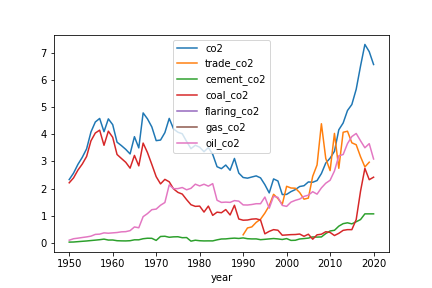 co2
trade_co2
cement_co2
coal_co2
flaring_co2
gas_co2
oil_co2
7
6
5
4
3
2
1
0
1950 1960 1970 1980 1990 2000 2010 2020
year